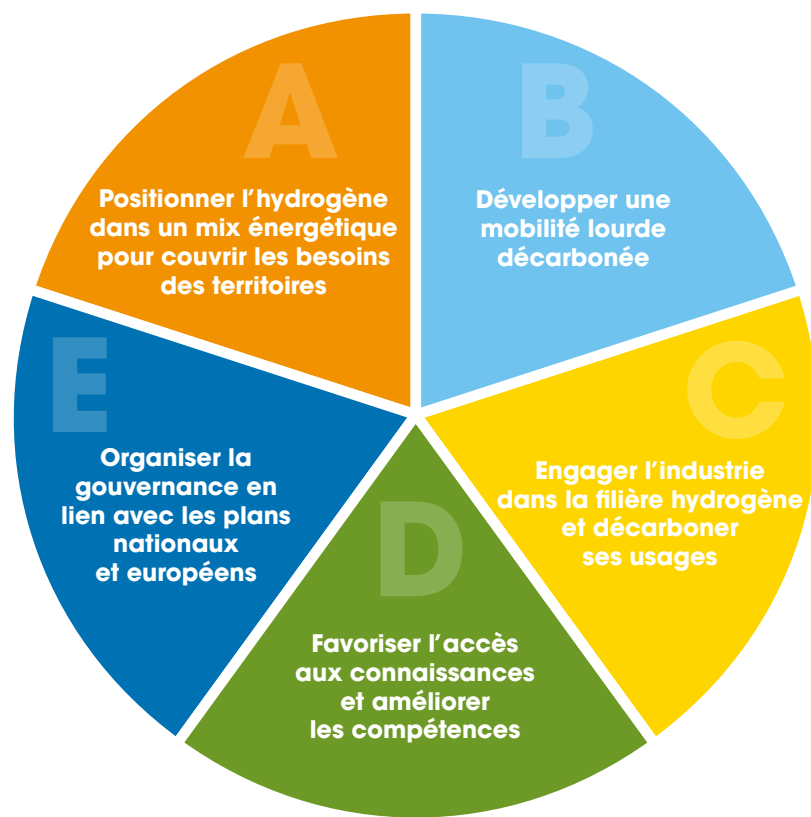 A
Positionner l’hydrogène
dans un mix énergétique
pour couvrir les besoins
des territoires
B
Développer une
mobilité lourde
décarbonée
C
Engager l’industrie
dans la filière hydrogène
et décarboner
ses usages
D
Favoriser l’accès
aux connaissances
et améliorer
les compétences
E
Organiser la
gouvernance en
lien avec les plans
nationaux
et européens